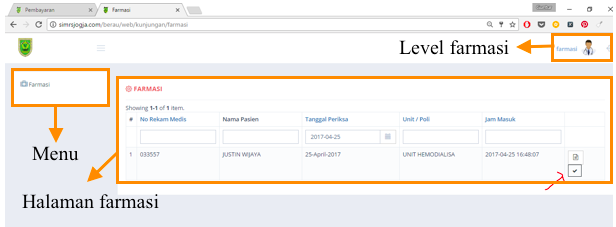 Pembayaran
Farmasi
simrsjogja.com/berau/web/kunjungan/farmasi
Level farmasi
farmasi
Farmasi
FARMASI
Showing 1-1 of 1 item.
# No Rekam Medis Nama Pasien Tanggal Periksa Unit / Poli Jam Masuk
2017-04-25
1 033557 JUSTIN WIJAYA 25-April-2017 UNIT HEMODIALISA 2017-04-25 16:48:07
Menu
Halaman farmasi